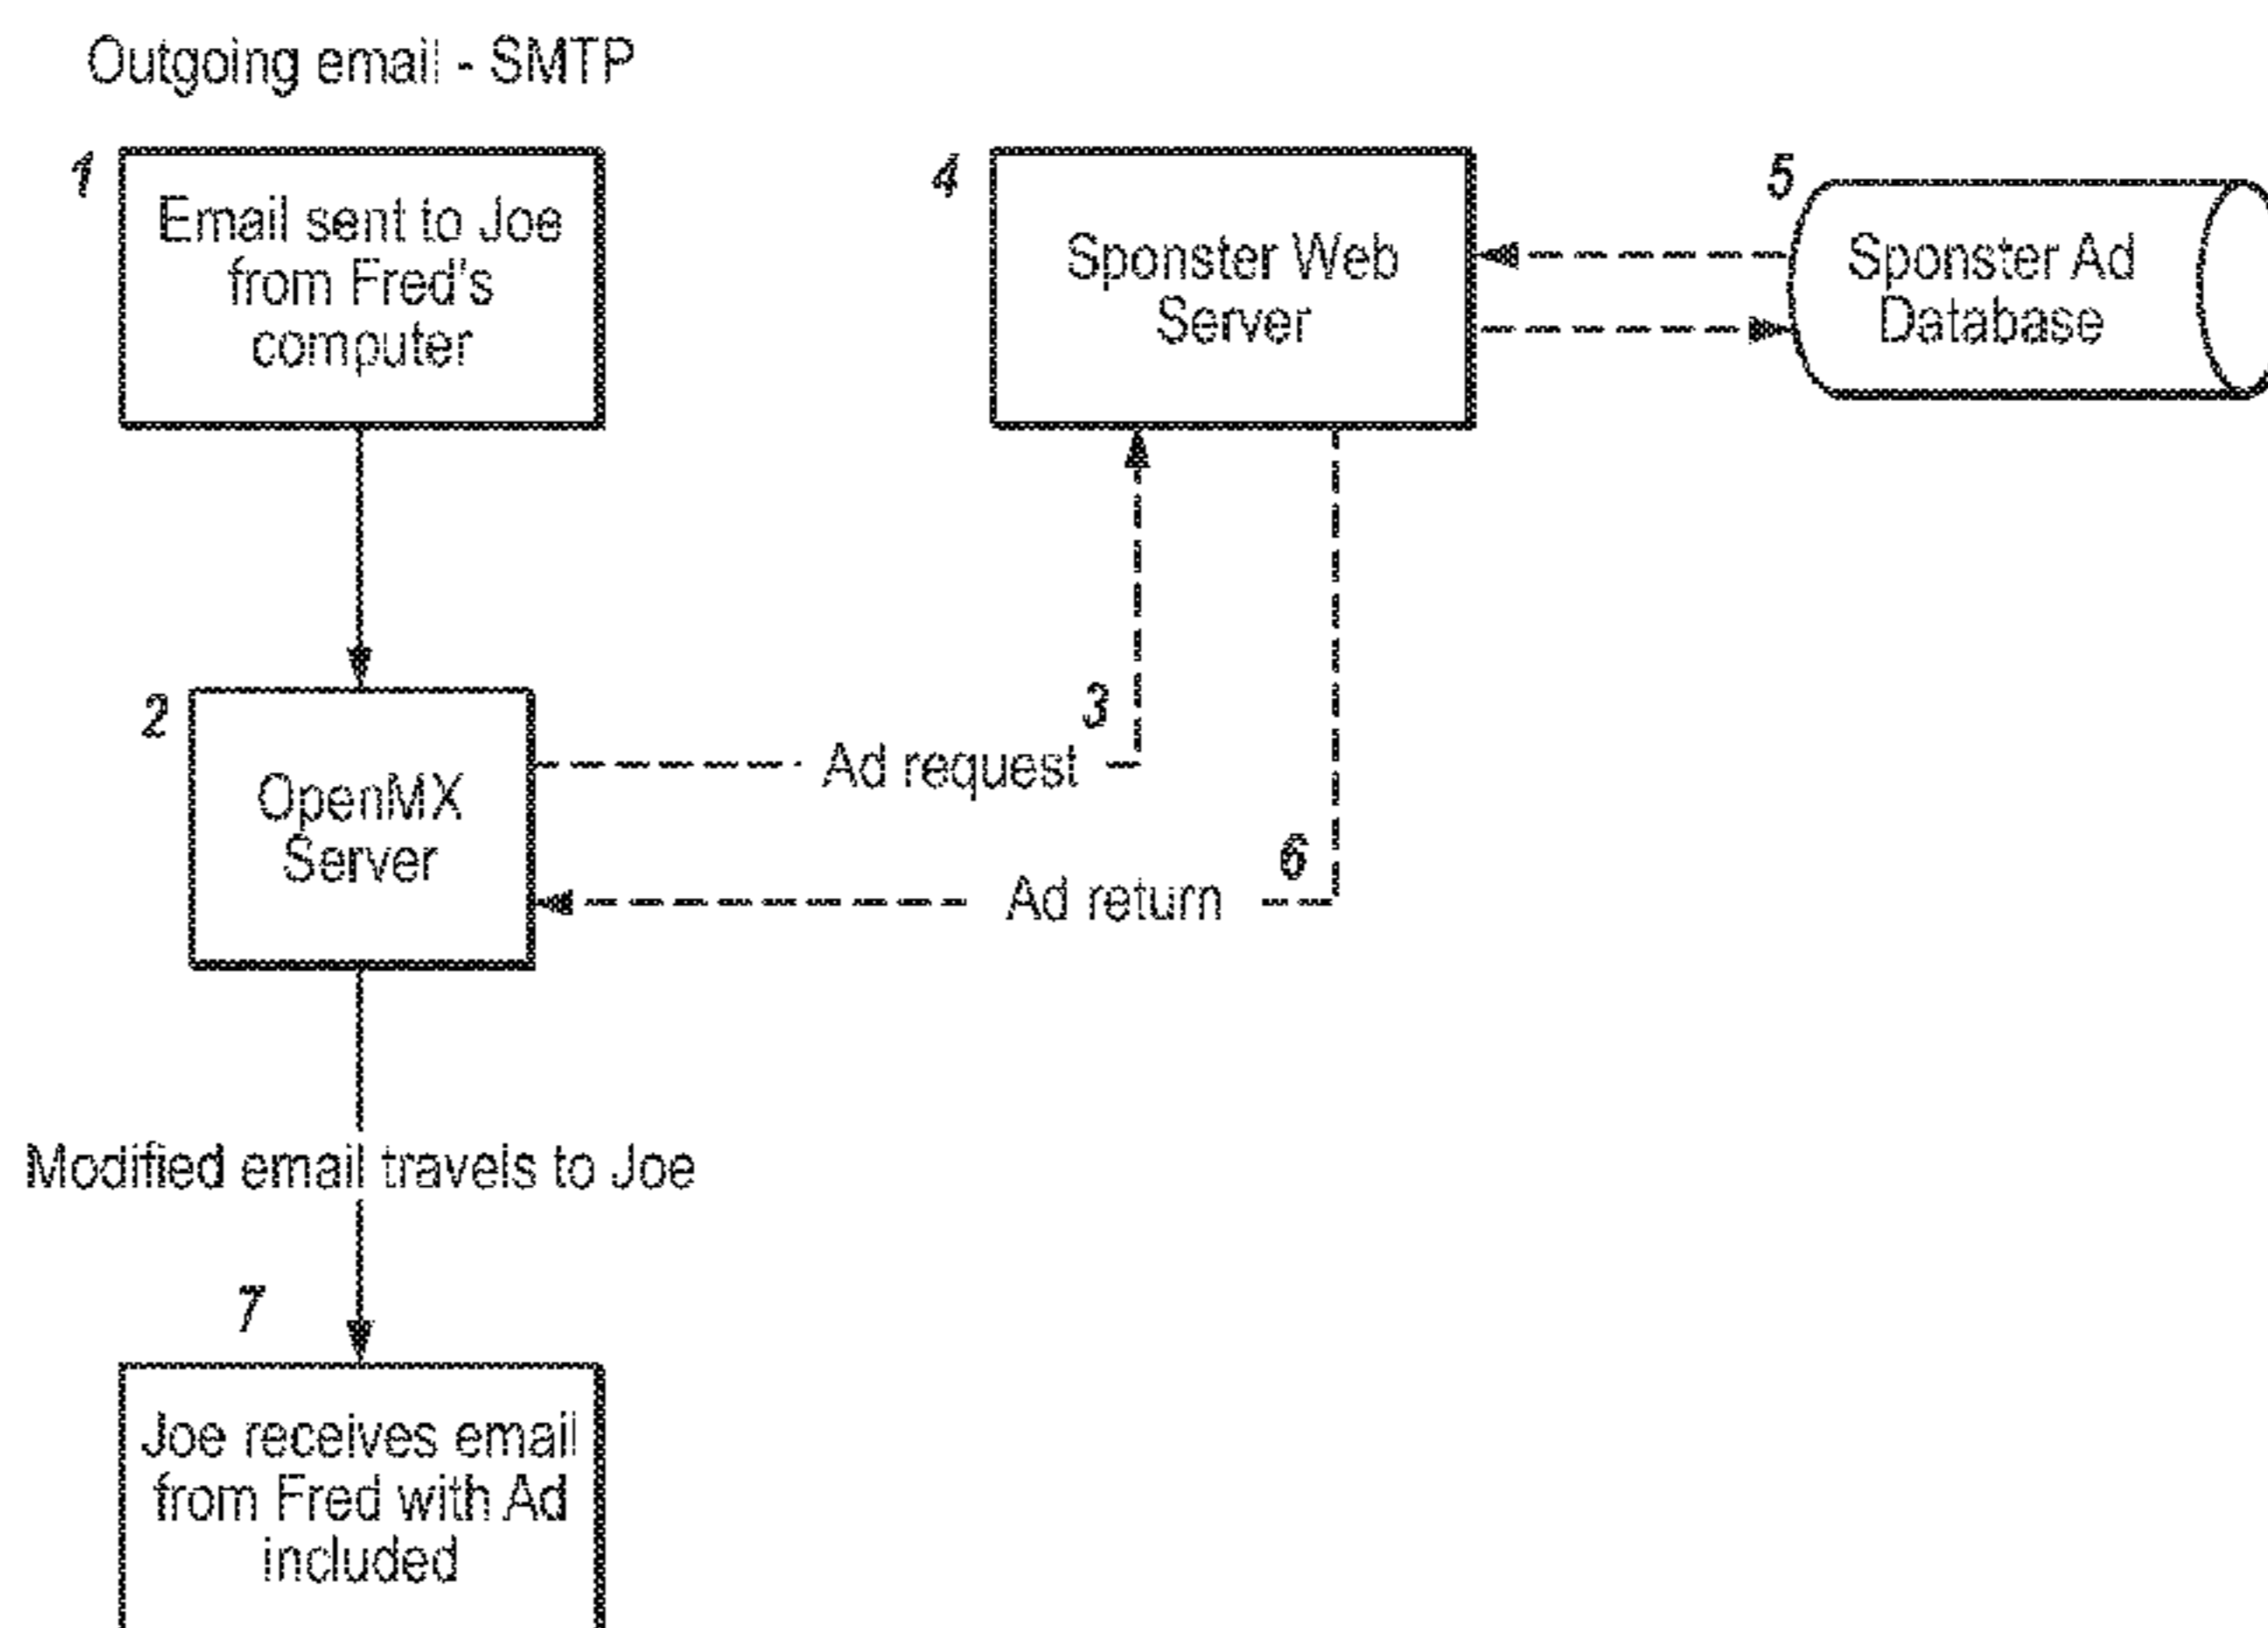 Outgoing email - SMTP
1
Email sent to Joe
from Fred's
computer
4
Sponster Web
Server
5
Sponster Ad
Database
2
OpenMX
Server
3
Ad request
6
Ad return
Modified email travels to Joe
7
Joe receives email
from Fred with Ad
included